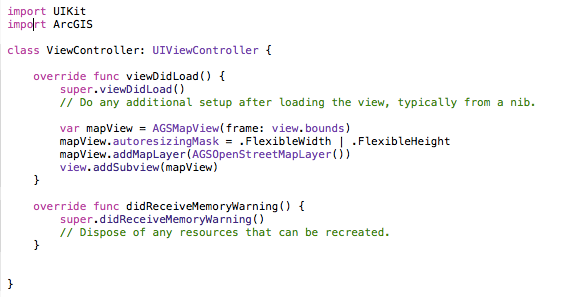 import UIKit
import ArcGIS
class ViewController: UIViewController {
override func viewDidLoad() {
super.viewDidLoad()
// Do any additional setup after loading the view, typically from a nib.
var mapView = AGSMapView(frame: view.bounds)
mapView.autoresizingMask = .FlexibleWidth | .FlexibleHeight
mapView.addMapLayer(AGSOpenStreetMapLayer())
view.addSubview(mapView)
}
override func didReceiveMemoryWarning() {
super.didReceiveMemoryWarning()
// Dispose of any resources that can be recreated.
}
}